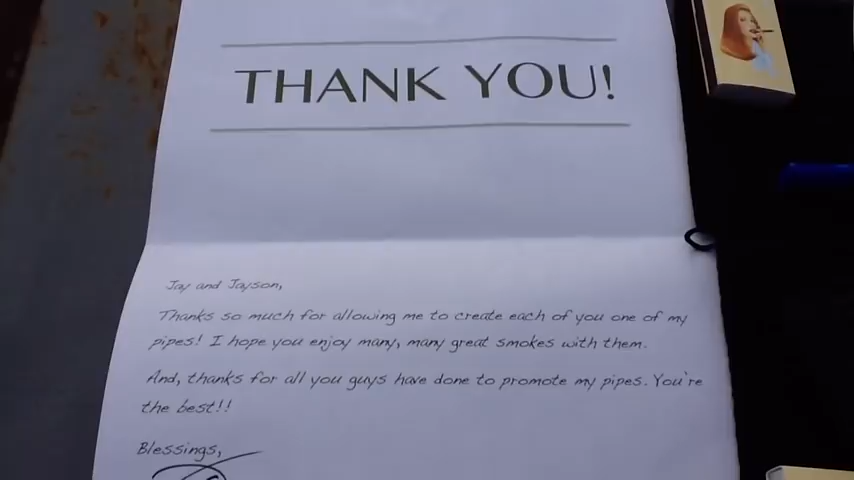 THANK YOU!
Jay and Jayson,
Thanks so much for allowing me to create each of you one of my
pipes! I hope you enjoy many, many great smokes with them.
And, thanks for all you guys have done to promote my pipes. You're
the best!!
Blessings,